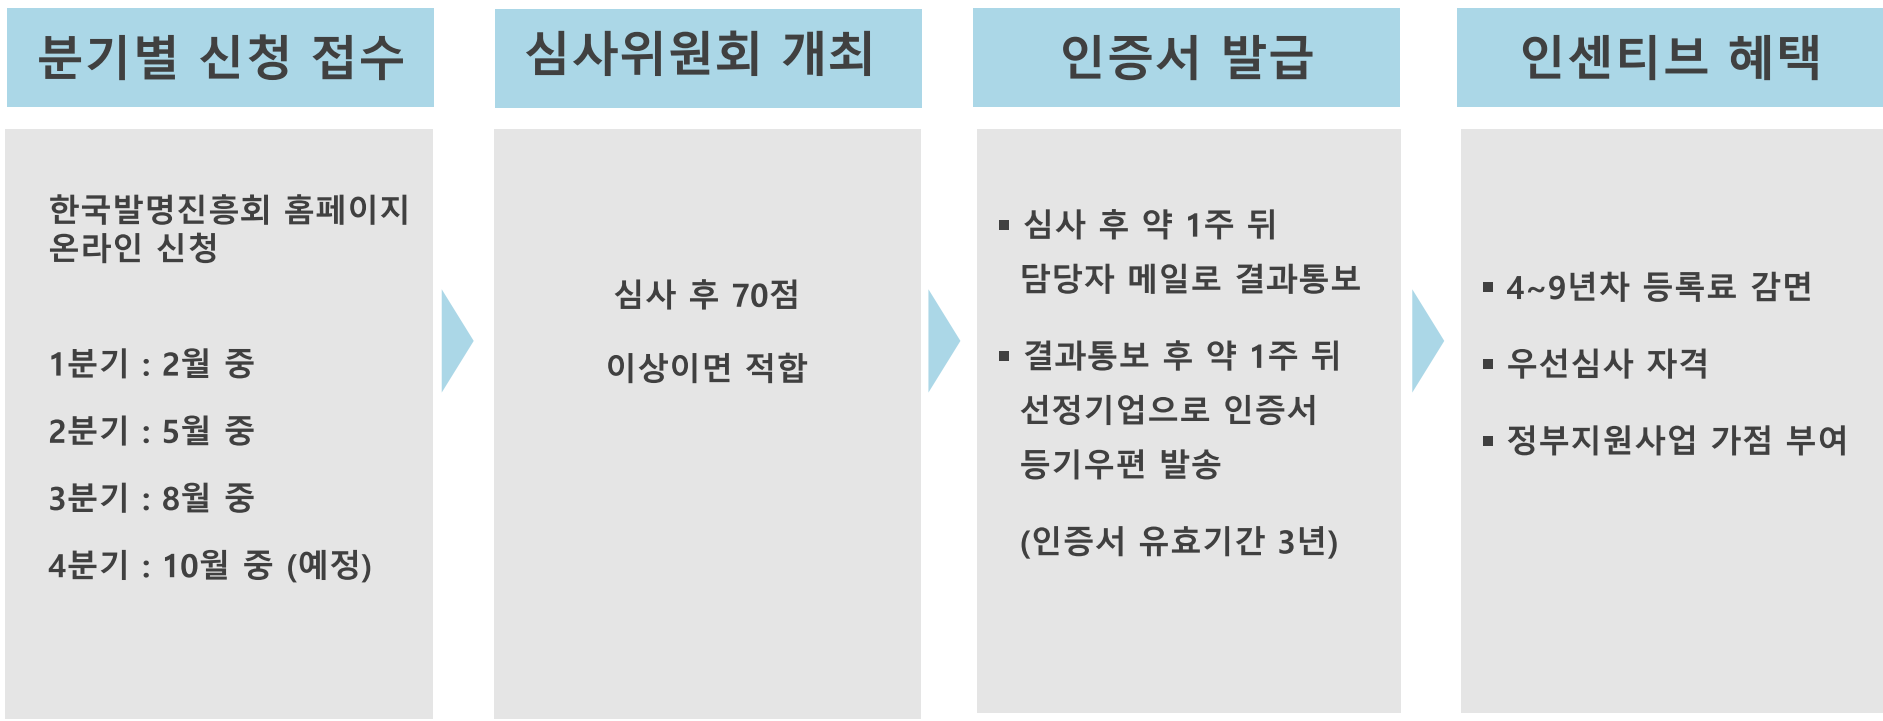 분기별 신청 접수
한국발명진흥회 홈페이지
온라인 신청
1분기 : 2월 중
2분기 : 5월 중
3분기 : 8월 중
4분기 : 10월 중 (예정)
심사위원회 개최
심사 후 70점
이상이면 적합
인증서 발급
▪ 심사 후 약 1주 뒤
담당자 메일로 결과통보
▪ 결과통보 후 약 1주 뒤
선정기업으로 인증서
등기우편 발송
(인증서 유효기간 3년)
인센티브 혜택
▪ 4~9년차 등록료 감면
▪ 우선심사 자격
▪ 정부지원사업 가점 부여